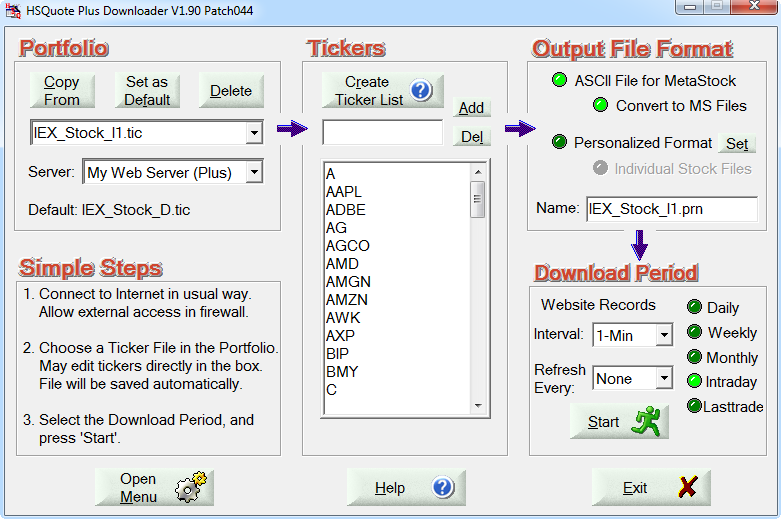 HSQuote Plus Downloader V1.90 Patch044
Portfolio
Copy From
Set as Default
Delete
IEX_Stock_I1.tic
Server: My Web Server (Plus)
Default: IEX_Stock_D.tic
Simple Steps
1. Connect to Internet in usual way.
Allow external access in firewall.
2. Choose a Ticker File in the Portfolio.
May edit tickers directly in the box.
File will be saved automatically.
3. Select the Download Period, and
press 'Start'.
Open Menu
Tickers
Create Ticker List
Add
Del
A
AAPL
ADBE
AG
AGCO
AMD
AMGN
AMZN
AWK
AXP
BIP
BMY
C
Help
Output File Format
ASCII File for MetaStock
Convert to MS Files
Personalized Format Set
Individual Stock Files
Name: IEX_Stock_I1.prn
Download Period
Website Records
Interval: 1-Min
Refresh Every: None
Start
Daily
Weekly
Monthly
Intraday
Lasttrade
Exit